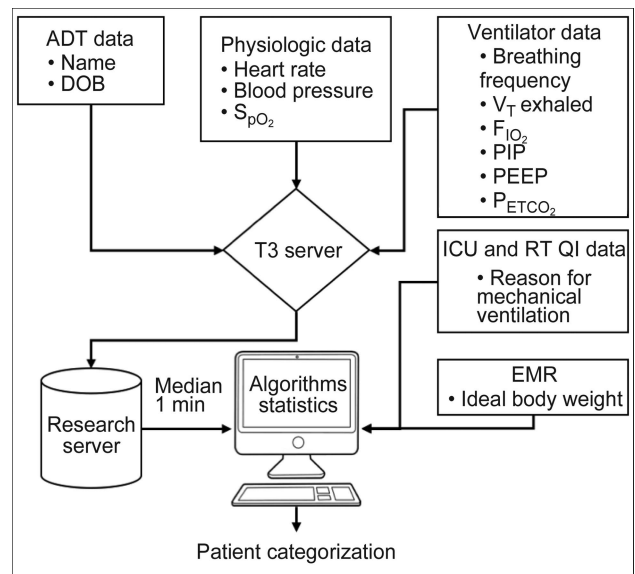 ADT data
• Name
• DOB
Physiologic data
• Heart rate
• Blood pressure
• SpO2
Ventilator data
• Breathing
frequency
• VT exhaled
• FIO2
• PIP
• PEEP
• PETCO2
T3 server
ICU and RT QI data
• Reason for
mechanical
ventilation
EMR
• Ideal body weight
Research
server
Median
1 min
Algorithms
statistics
Patient categorization